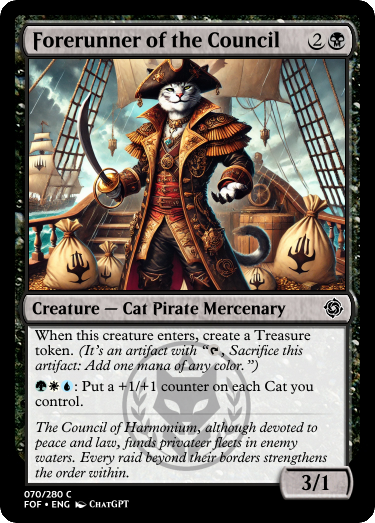 Forerunner of the Council 2
Creature — Cat Pirate Mercenary
When this creature enters, create a Treasure
token. (It's an artifact with “, Sacrifice this
artifact: Add one mana of any color.”)
: Put a +1/+1 counter on each Cat you
control.
The Council of Harmonium, although devoted to
peace and law, funds privateer fleets in enemy
waters. Every raid beyond their borders strengthens
the order within.
3/1
070/280 C
FOF • ENG ChatGPT